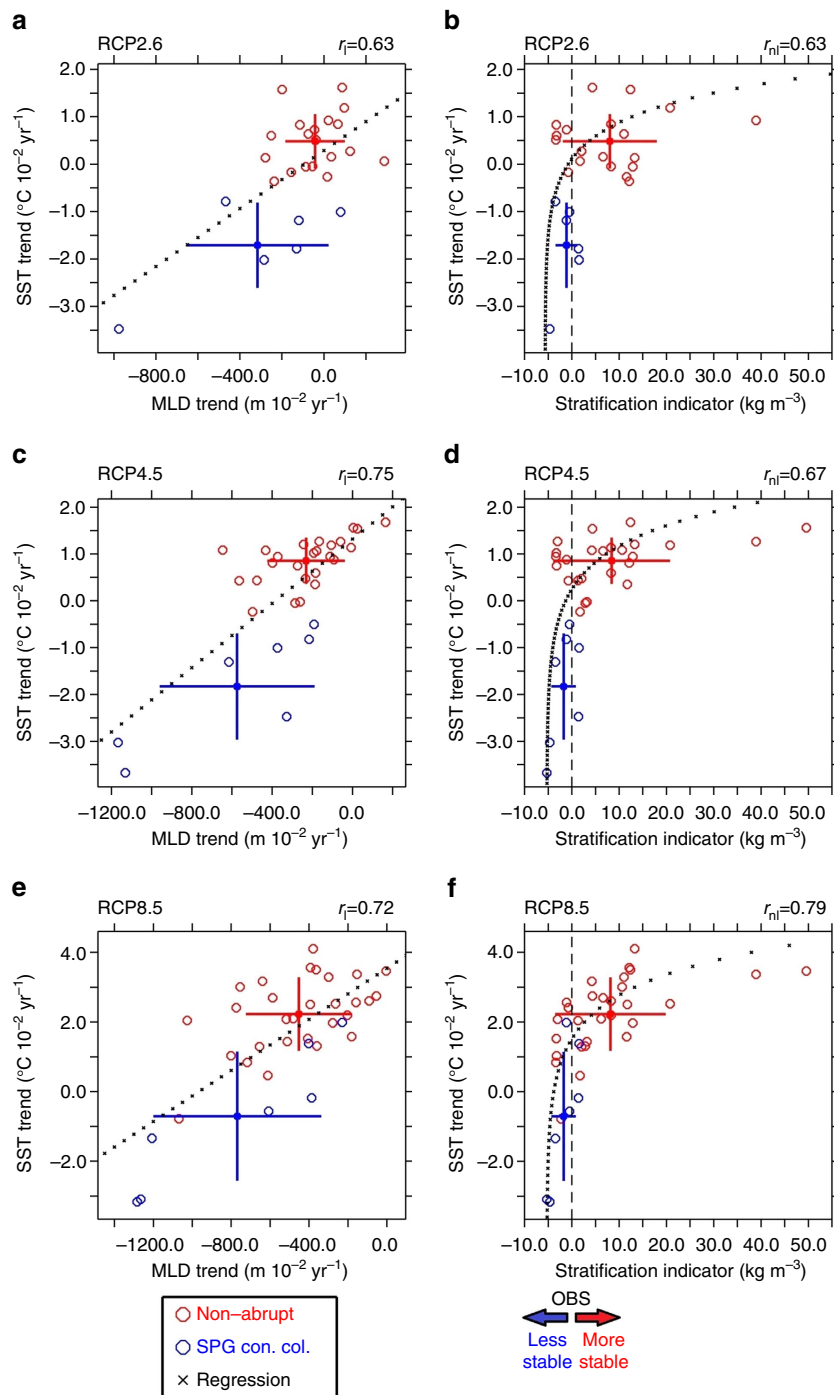 a
RCP2.6 rl=0.63
SST trend (°C 10⁻² yr⁻¹)
2.0
1.0
0.0
−1.0
−2.0
−3.0
−800.0 −400.0 0.0
MLD trend (m 10⁻² yr⁻¹)
b
RCP2.6 rnl=0.63
SST trend (°C 10⁻² yr⁻¹)
2.0
1.0
0.0
−1.0
−2.0
−3.0
−10.0 0.0 10.0 20.0 30.0 40.0 50.0
Stratification indicator (kg m⁻³)
c
RCP4.5 rl=0.75
SST trend (°C 10⁻² yr⁻¹)
2.0
1.0
0.0
−1.0
−2.0
−3.0
−1200.0 −800.0 −400.0 0.0
MLD trend (m 10⁻² yr⁻¹)
d
RCP4.5 rnl=0.67
SST trend (°C 10⁻² yr⁻¹)
2.0
1.0
0.0
−1.0
−2.0
−3.0
−10.0 0.0 10.0 20.0 30.0 40.0 50.0
Stratification indicator (kg m⁻³)
e
RCP8.5 rl=0.72
SST trend (°C 10⁻² yr⁻¹)
4.0
2.0
0.0
−2.0
−1200.0 −800.0 −400.0 0.0
MLD trend (m 10⁻² yr⁻¹)
f
RCP8.5 rnl=0.79
SST trend (°C 10⁻² yr⁻¹)
4.0
2.0
0.0
−2.0
−10.0 0.0 10.0 20.0 30.0 40.0 50.0
Stratification indicator (kg m⁻³)
Non−abrupt
SPG con. col.
Regression
OBS
Less stable
More stable